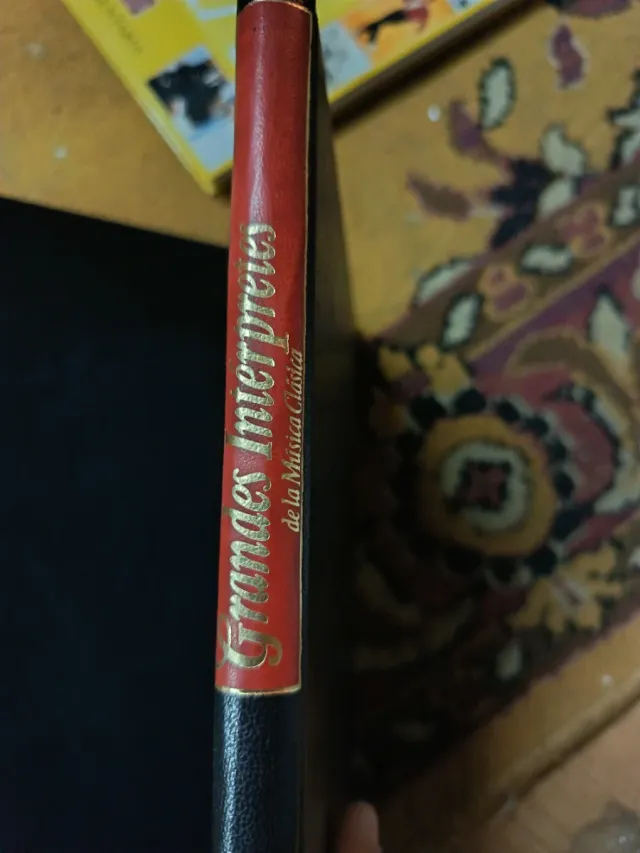 Grandes Intérpretes
de la Música Clásica